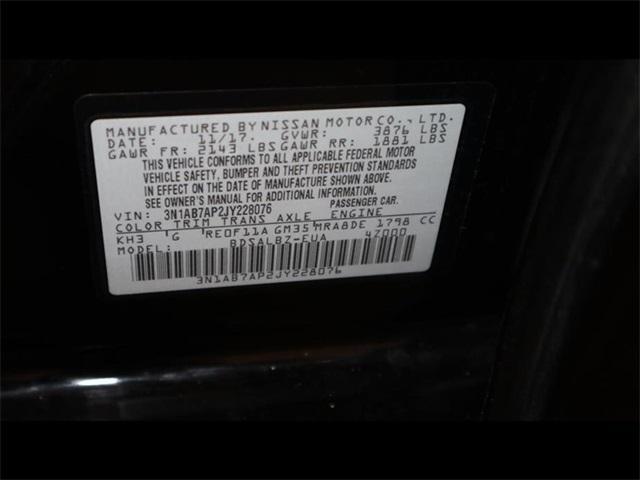 MANUFACTURED BY NISSAN MOTOR CO., LTD.
DATE: 11/17. GVWR: 3876 LBS
GAWR FR: 2143 LBS GAWR RR: 1881 LBS
THIS VEHICLE CONFORMS TO ALL APPLICABLE FEDERAL MOTOR
VEHICLE SAFETY, BUMPER AND THEFT PREVENTION STANDARDS
IN EFFECT ON THE DATE OF MANUFACTURE SHOWN ABOVE.
SEE OWNER'S MANUAL FOR ADDITIONAL INFORMATION.
VIN: 3N1AB7AP2JY228076 PASSENGER CAR.
COLOR TRIM TRANS AXLE ENGINE
KH3 G RE0F11A GM35 MRA8DE 1798 CC
MODEL: BDSALBZ-EUA 4Z000
3N1AB7AP2JY228076